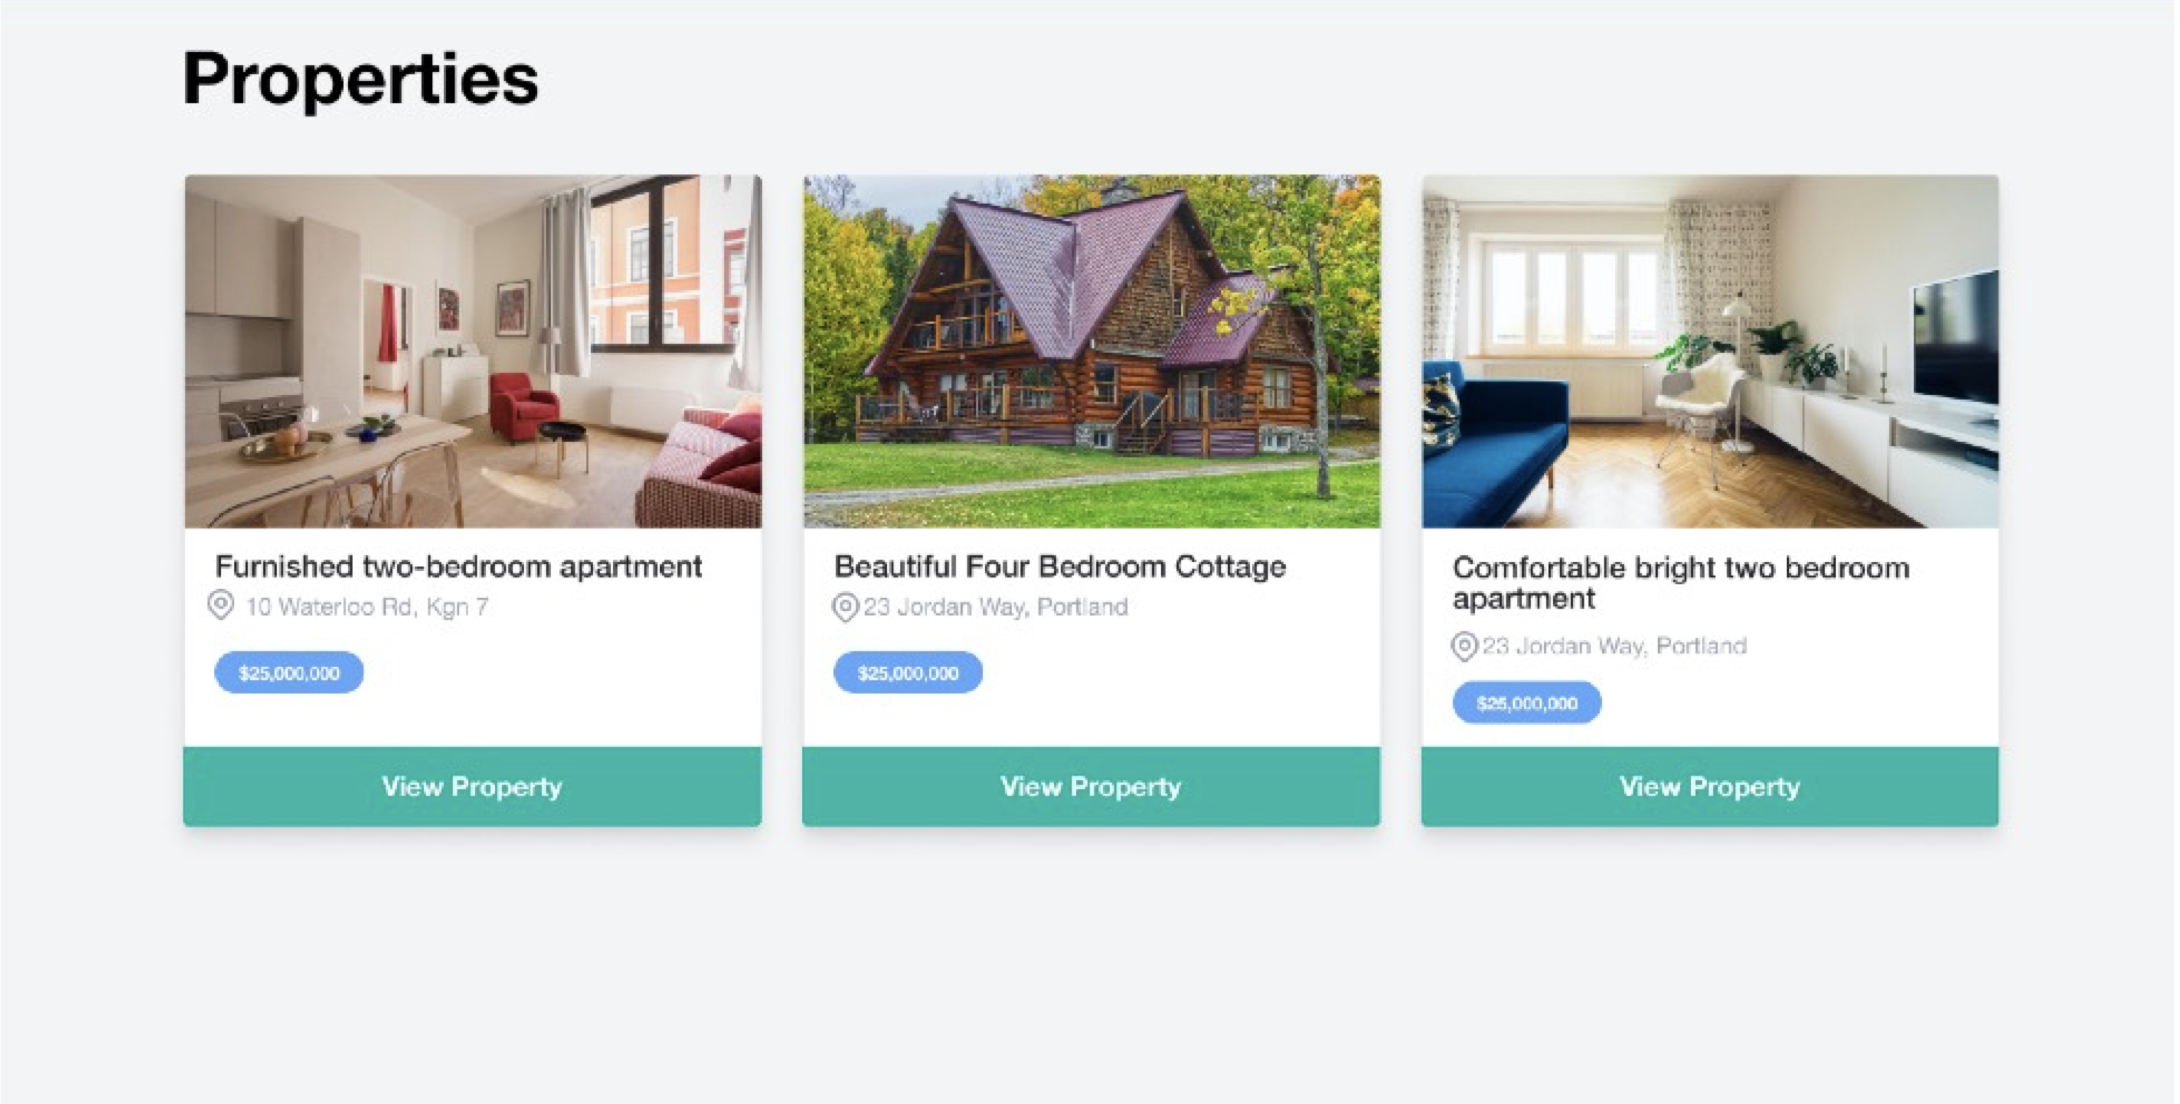 Properties
Furnished two-bedroom apartment
10 Waterloo Rd, Kgn 7
$25,000,000
View Property
Beautiful Four Bedroom Cottage
23 Jordan Way, Portland
$25,000,000
View Property
Comfortable bright two bedroom
apartment
23 Jordan Way, Portland
$25,000,000
View Property